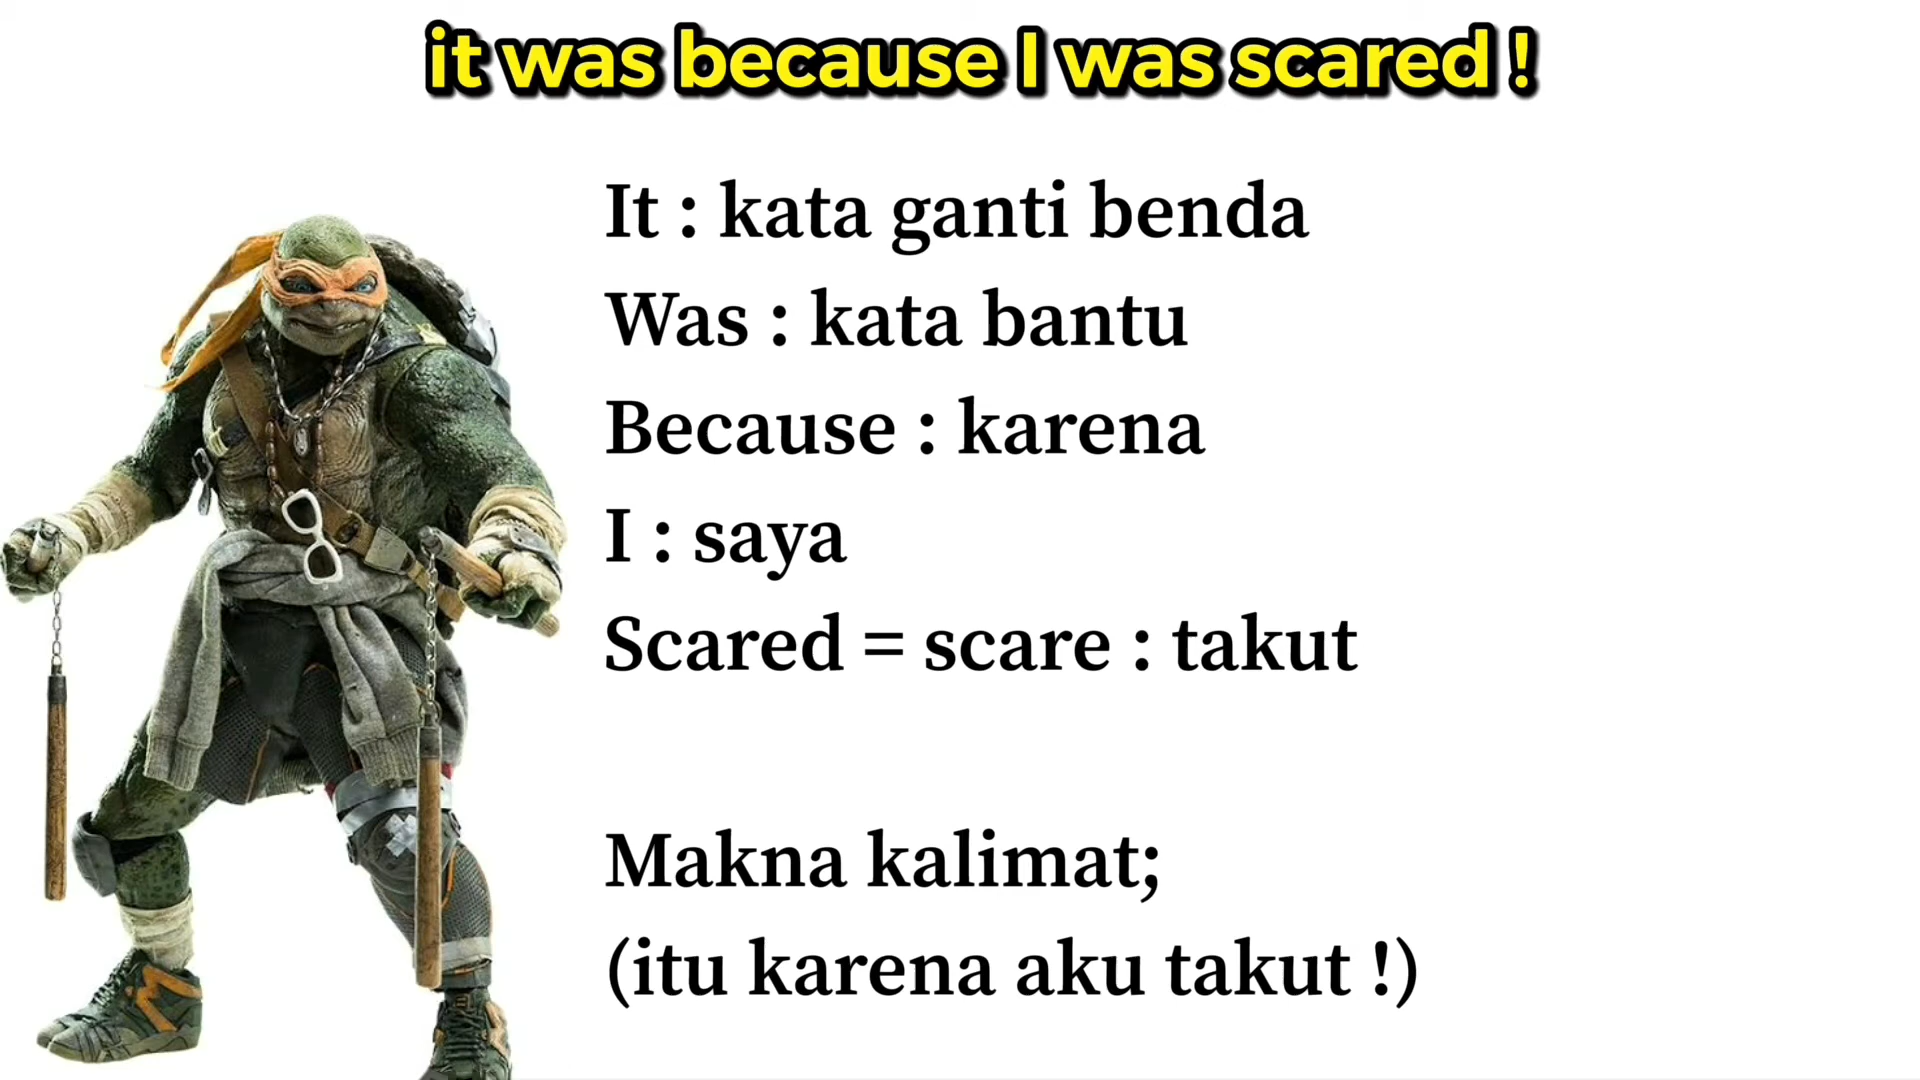 it was because I was scared !
It : kata ganti benda
Was : kata bantu
Because : karena
I : saya
Scared = scare : takut
Makna kalimat;
(itu karena aku takut !)